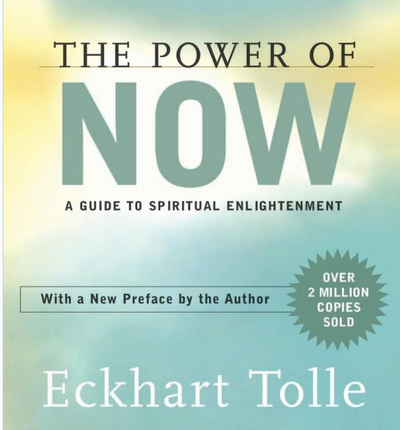 THE POWER OF
NOW
A GUIDE TO SPIRITUAL ENLIGHTENMENT
With a New Preface by the Author
OVER
2 MILLION
COPIES
SOLD
Eckhart Tolle